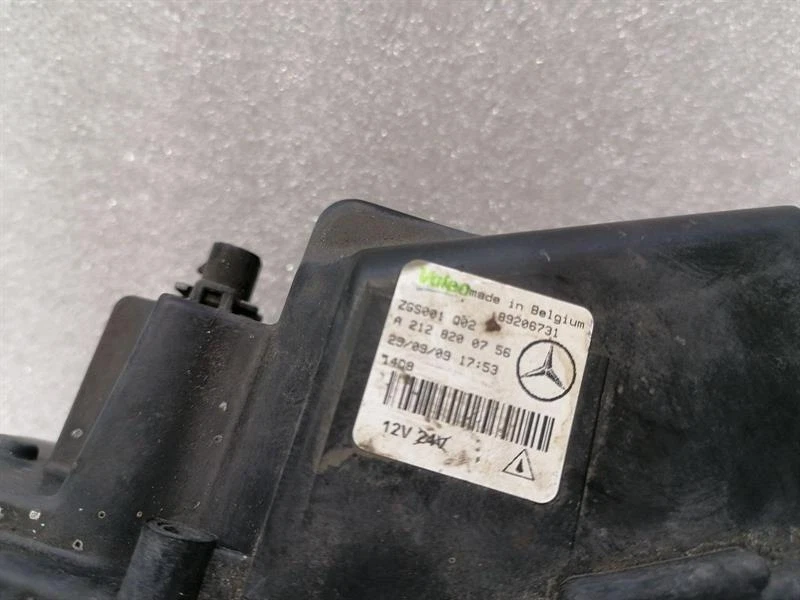 Valeo made in Belgium
ZGS001 Q02 89206731
A 212 820 07 56
29/09/09 17:53
1408
12V 24V